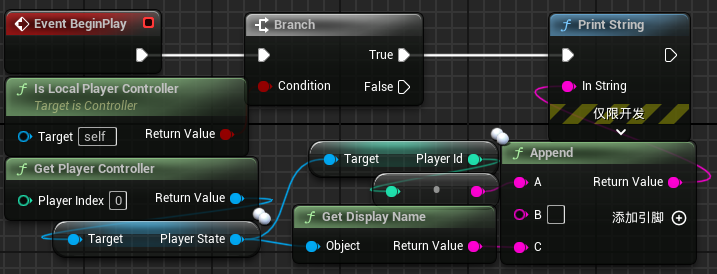 Event BeginPlay
Branch
Print String
True
Condition
False
In String
仅限开发
Is Local Player Controller
Target is Controller
Target self
Return Value
Target
Player Id
Append
Get Player Controller
Return Value
Player Index 0
A
Return Value
B
添加引脚
Target
Player State
Get Display Name
Object
Return Value
C